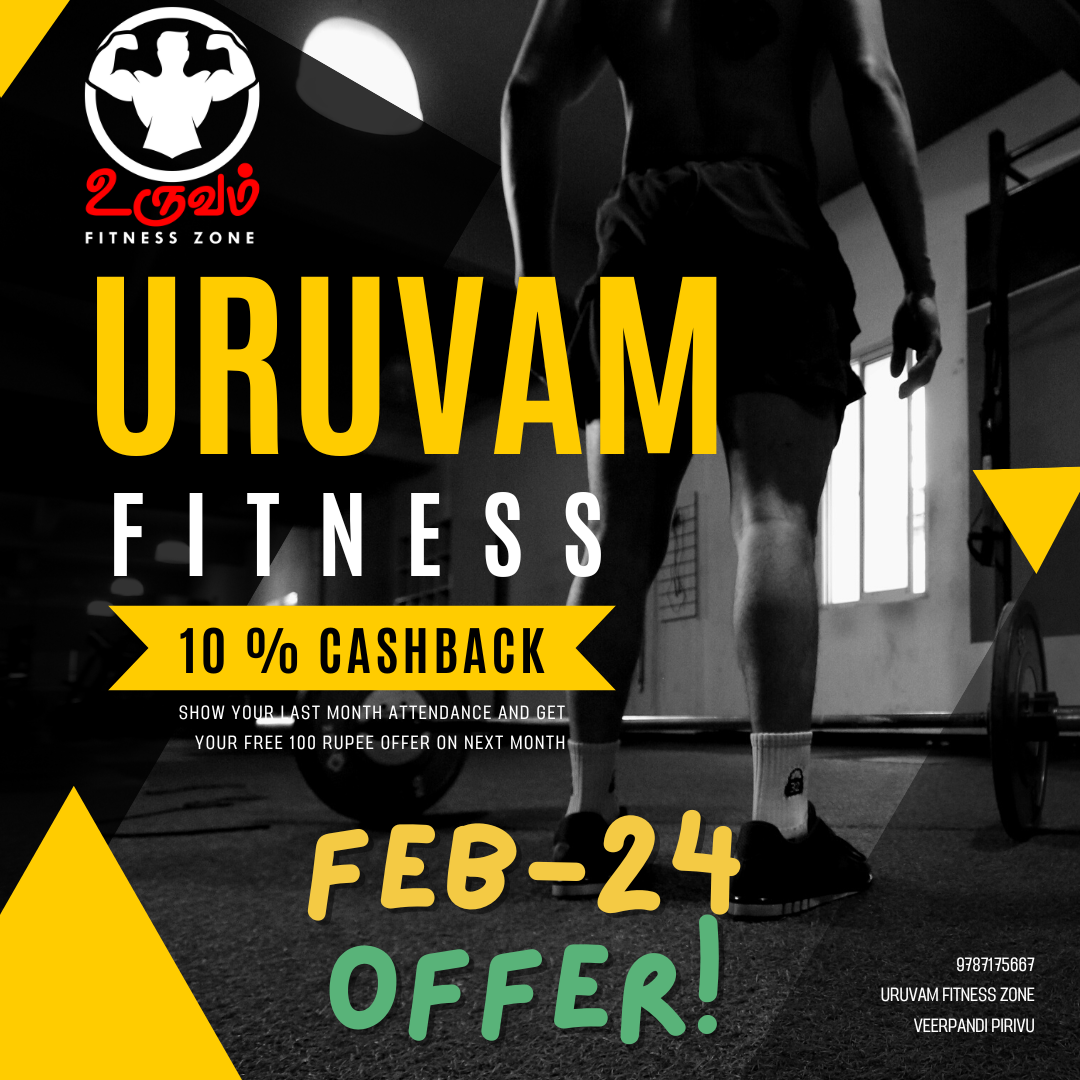 உருவம்
FITNESS ZONE
URUVAM
FITNESS
10 % CASHBACK
SHOW YOUR LAST MONTH ATTENDANCE AND GET
YOUR FREE 100 RUPEE OFFER ON NEXT MONTH
FEB-24
OFFER!
9787175667
URUVAM FITNESS ZONE
VEERPANDI PIRIVU